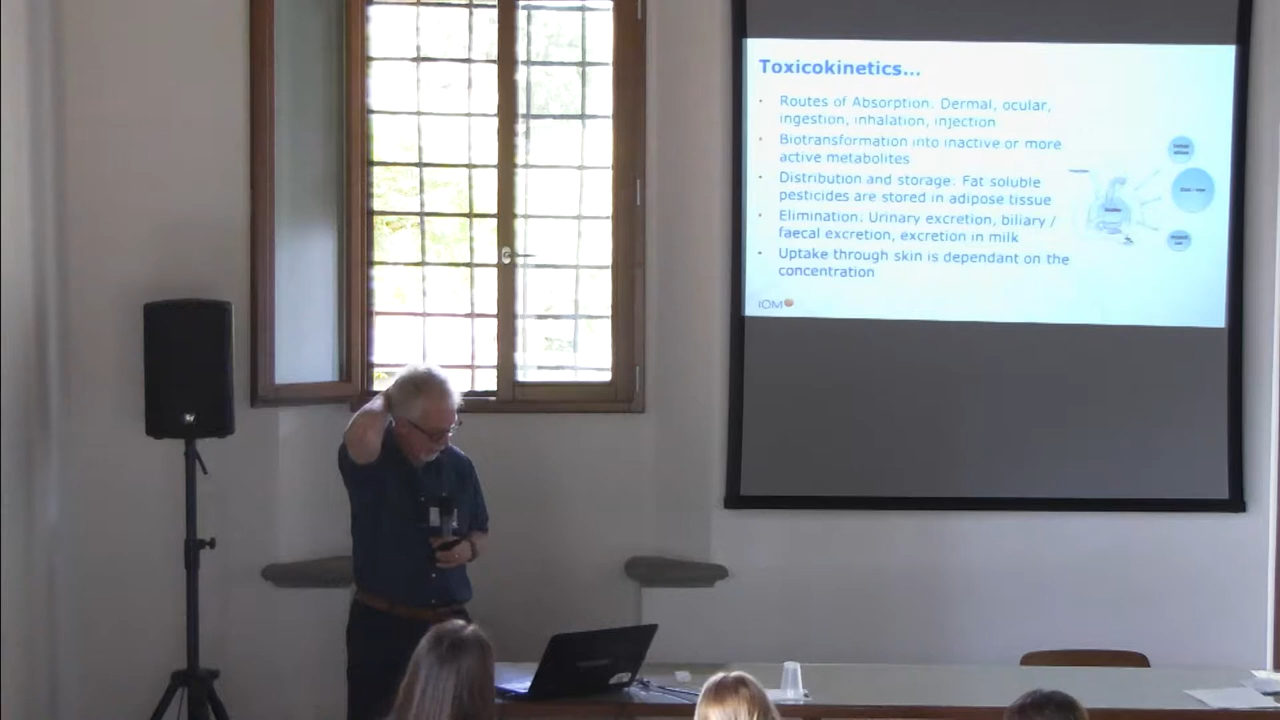 Toxicokinetics...
Routes of Absorption. Dermal, ocular,
ingestion, inhalation, injection
Biotransformation into inactive or more
active metabolites
Distribution and storage. Fat soluble
pesticides are stored in adipose tissue
Elimination. Urinary excretion, biliary /
faecal excretion, excretion in milk
Uptake through skin is dependant on the
concentration
IOM